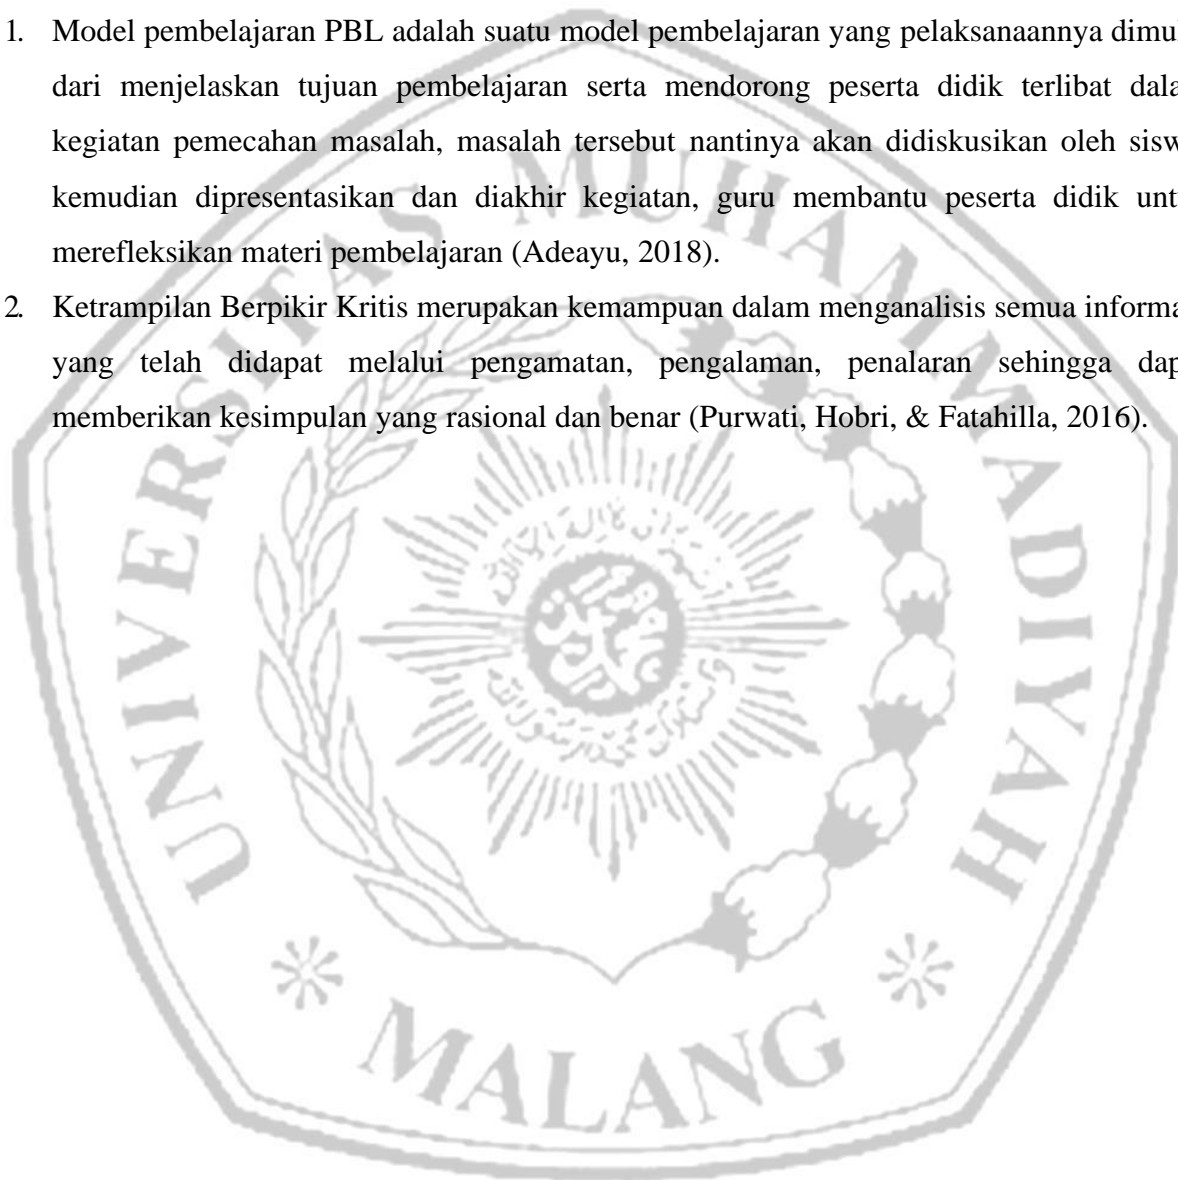 1. Model pembelajaran PBL adalah suatu model pembelajaran yang pelaksanaannya dimul
dari menjelaskan tujuan pembelajaran serta mendorong peserta didik terlibat dala
kegiatan pemecahan masalah, masalah tersebut nantinya akan didiskusikan oleh sisw
kemudian dipresentasikan dan diakhir kegiatan, guru membantu peserta didik unt
merefleksikan materi pembelajaran (Adeayu, 2018).
2. Ketrampilan Berpikir Kritis merupakan kemampuan dalam menganalisis semua informa
yang telah didapat melalui pengamatan, pengalaman, penalaran sehingga dap
memberikan kesimpulan yang rasional dan benar (Purwati, Hobri, & Fatahilla, 2016).
UNIVERSITAS MUHAMMADIYAH
MALANG